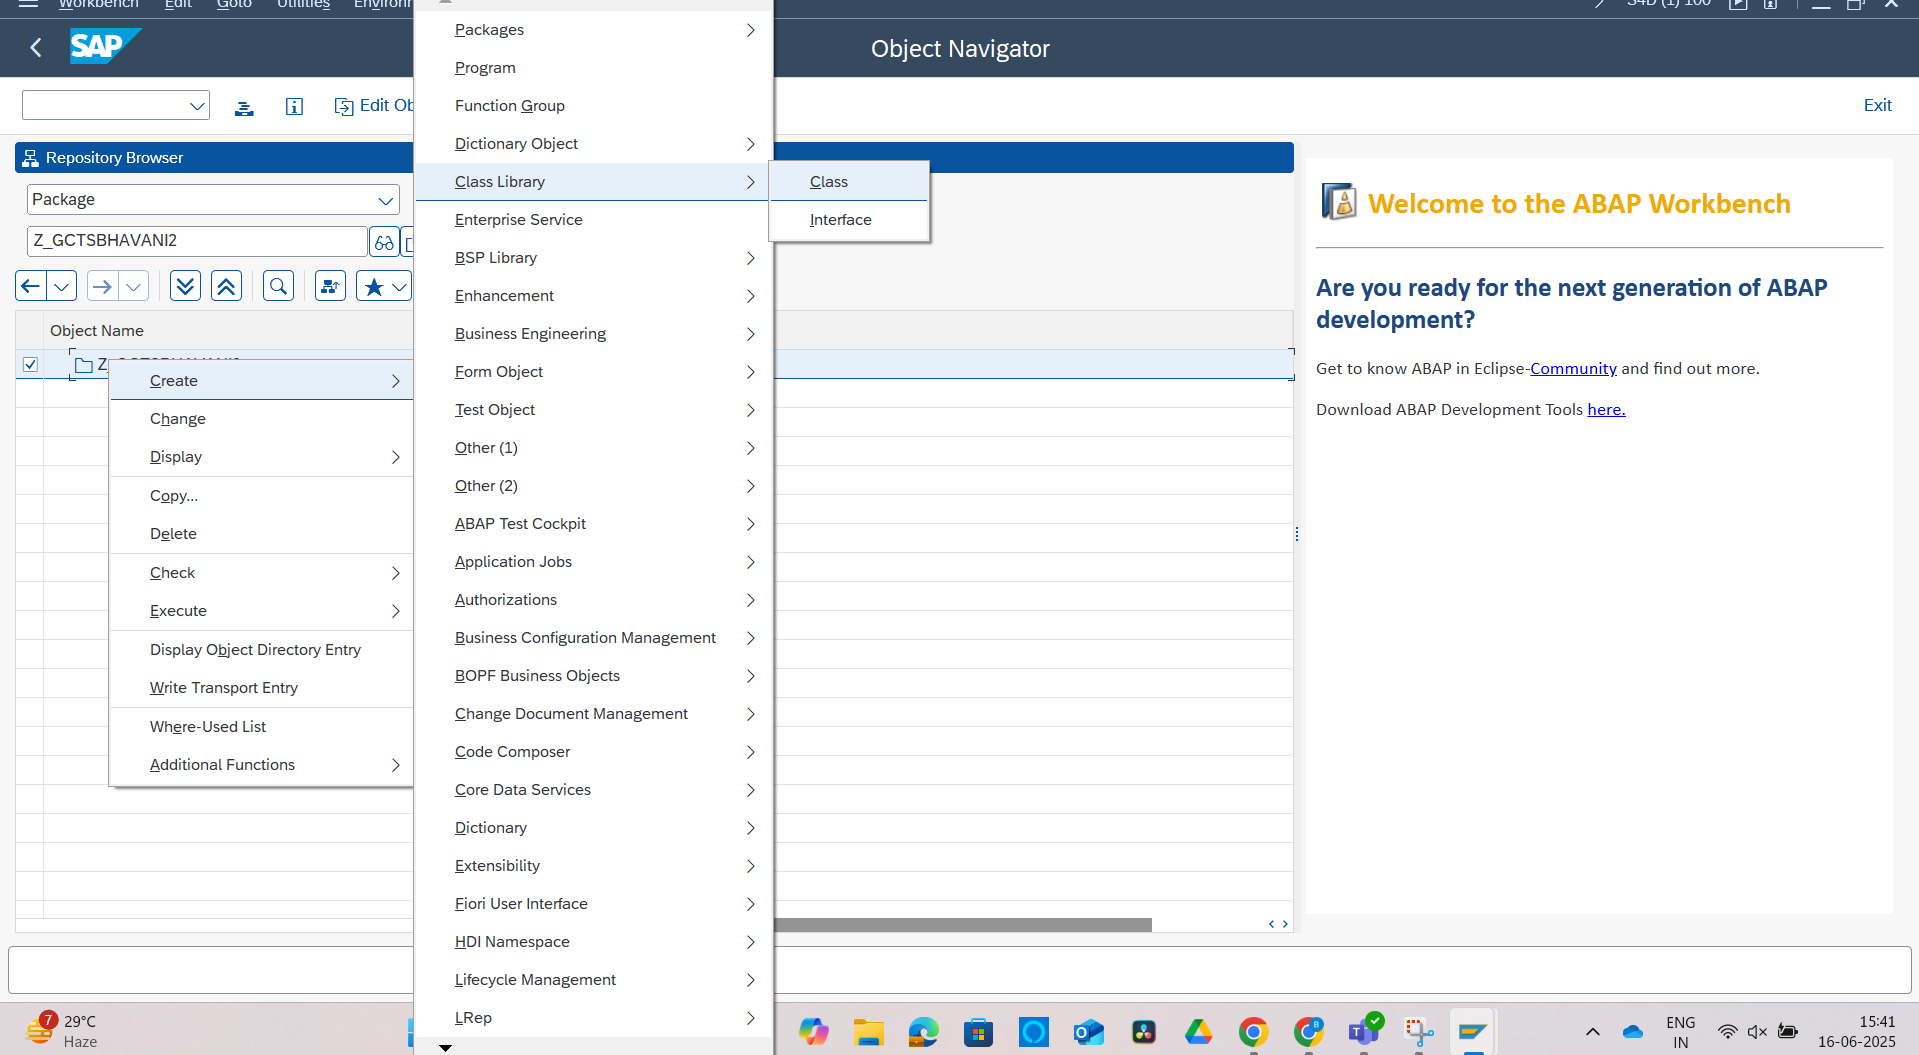 Workbench Edit Goto Utilities Environ
S4D (1) 100
SAP
Object Navigator
Edit Ob
Exit
Repository Browser
Package
Z_GCTSBHAVANI2
Object Name
Create
Change
Display
Copy...
Delete
Check
Execute
Display Object Directory Entry
Write Transport Entry
Where-Used List
Additional Functions
Packages
Program
Function Group
Dictionary Object
Class Library
Enterprise Service
BSP Library
Enhancement
Business Engineering
Form Object
Test Object
Other (1)
Other (2)
ABAP Test Cockpit
Application Jobs
Authorizations
Business Configuration Management
BOPF Business Objects
Change Document Management
Code Composer
Core Data Services
Dictionary
Extensibility
Fiori User Interface
HDI Namespace
Lifecycle Management
LRep
Class
Interface
Welcome to the ABAP Workbench
Are you ready for the next generation of ABAP
development?
Get to know ABAP in Eclipse-Community and find out more.
Download ABAP Development Tools here.
7
29°C
Haze
ENG
IN
15:41
16-06-2025